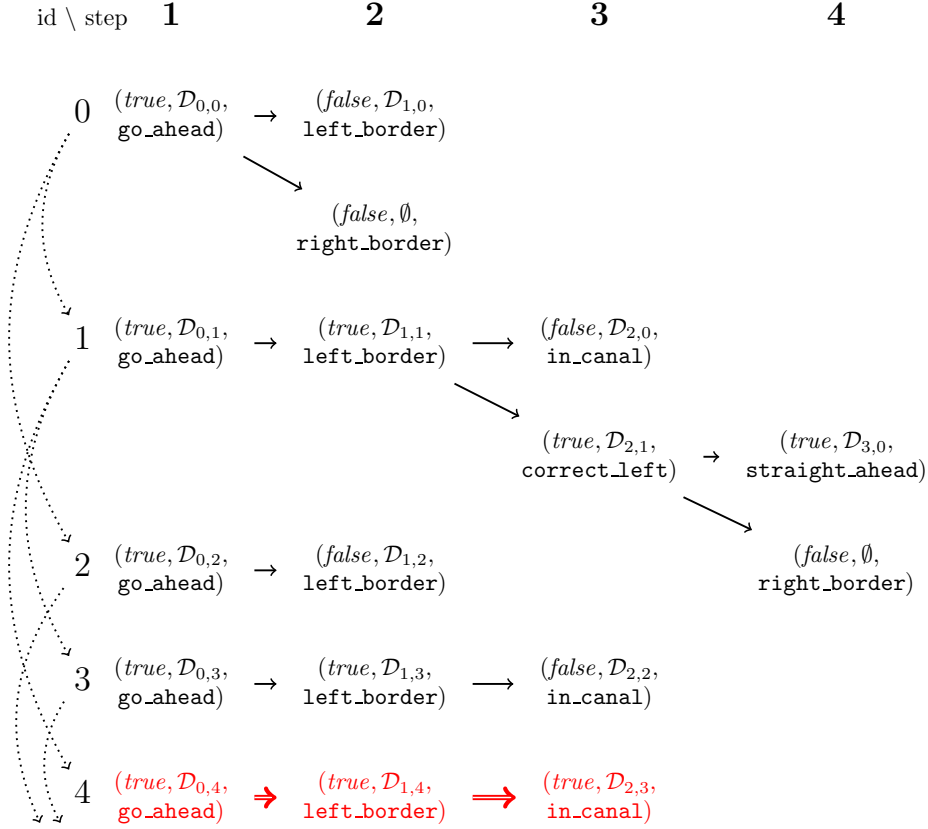 id \ step 1 2 3 4
0 (true, D0,0, (false, D1,0,
go_ahead) → left_border)
(false, ∅,
right_border)
1 (true, D0,1, (true, D1,1, (false, D2,0,
go_ahead) → left_border) → in_canal)
(true, D2,1, (true, D3,0,
correct_left) → straight_ahead)
2 (true, D0,2, (false, D1,2, (false, ∅,
go_ahead) → left_border) right_border)
3 (true, D0,3, (true, D1,3, (false, D2,2,
go_ahead) → left_border) → in_canal)
4 (true, D0,4, (true, D1,4, (true, D2,3,
go_ahead) ⇒ left_border) ⇒ in_canal)